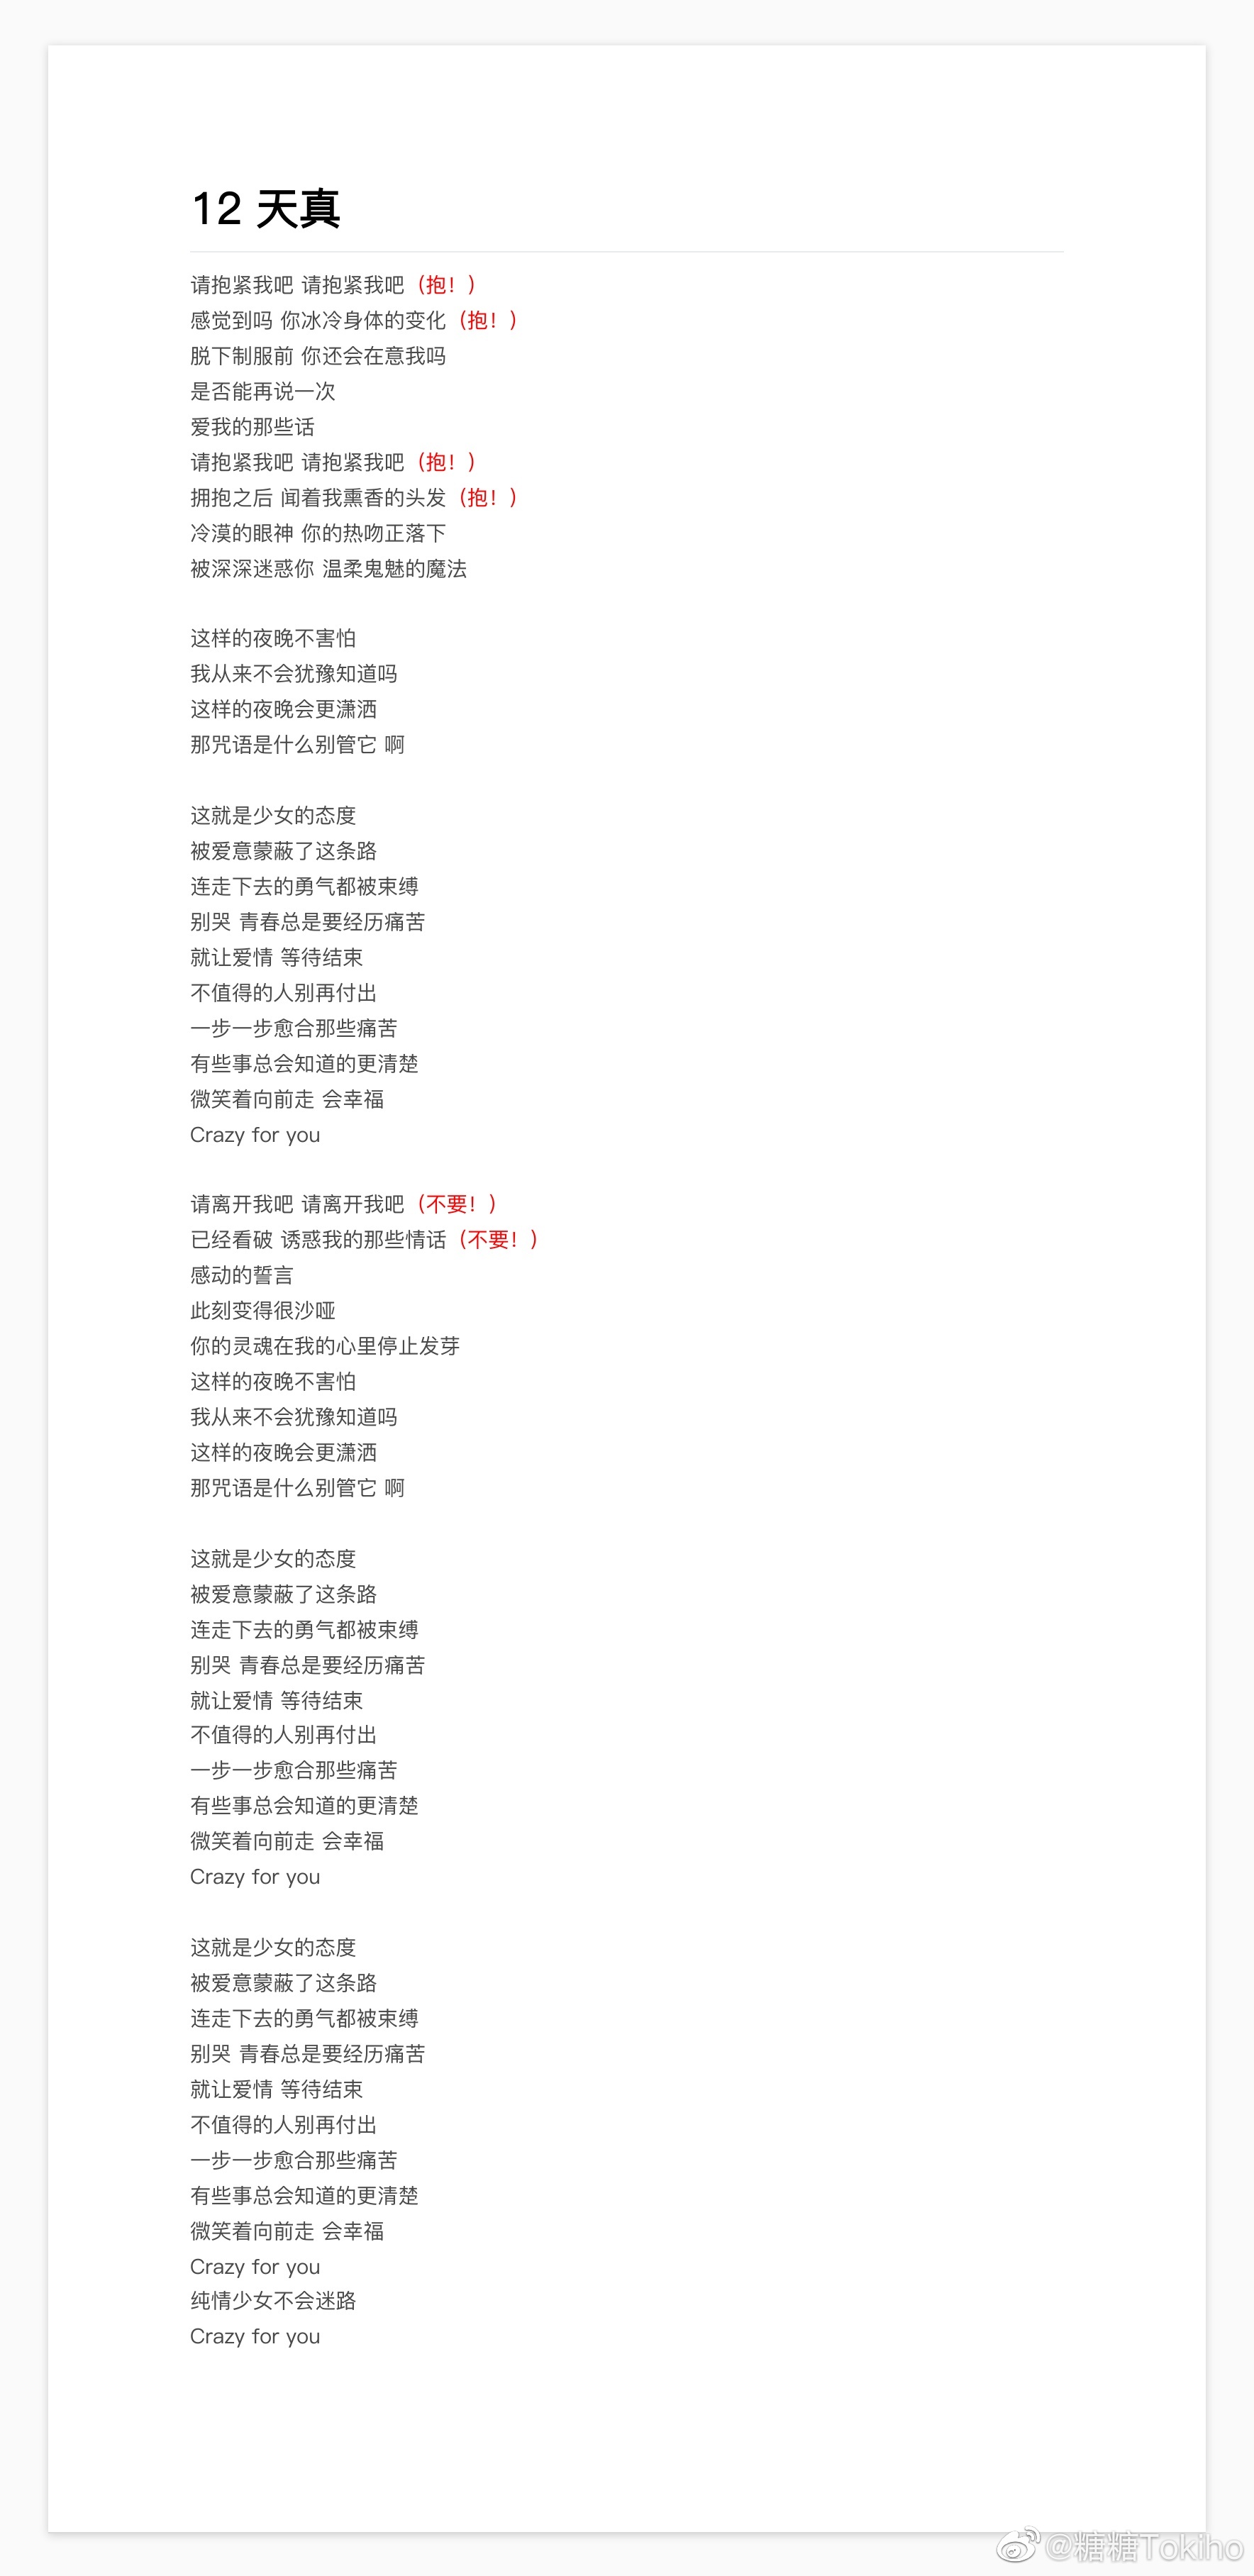 12 天真
请抱紧我吧 请抱紧我吧（抱！）
感觉到吗 你冰冷身体的变化（抱！）
脱下制服前 你还会在意我吗
是否能再说一次
爱我的那些话
请抱紧我吧 请抱紧我吧（抱！）
拥抱之后 闻着我熏香的头发（抱！）
冷漠的眼神 你的热吻正落下
被深深迷惑你 温柔鬼魅的魔法
这样的夜晚不害怕
我从来不会犹豫知道吗
这样的夜晚会更潇洒
那咒语是什么别管它 啊
这就是少女的态度
被爱意蒙蔽了这条路
连走下去的勇气都被束缚
别哭 青春总是要经历痛苦
就让爱情 等待结束
不值得的人别再付出
一步一步愈合那些痛苦
有些事总会知道的更清楚
微笑着向前走 会幸福
Crazy for you
请离开我吧 请离开我吧（不要！）
已经看破 诱惑我的那些情话（不要！）
感动的誓言
此刻变得很沙哑
你的灵魂在我的心里停止发芽
这样的夜晚不害怕
我从来不会犹豫知道吗
这样的夜晚会更潇洒
那咒语是什么别管它 啊
这就是少女的态度
被爱意蒙蔽了这条路
连走下去的勇气都被束缚
别哭 青春总是要经历痛苦
就让爱情 等待结束
不值得的人别再付出
一步一步愈合那些痛苦
有些事总会知道的更清楚
微笑着向前走 会幸福
Crazy for you
这就是少女的态度
被爱意蒙蔽了这条路
连走下去的勇气都被束缚
别哭 青春总是要经历痛苦
就让爱情 等待结束
不值得的人别再付出
一步一步愈合那些痛苦
有些事总会知道的更清楚
微笑着向前走 会幸福
Crazy for you
纯情少女不会迷路
Crazy for you
@糖糖Tokiho